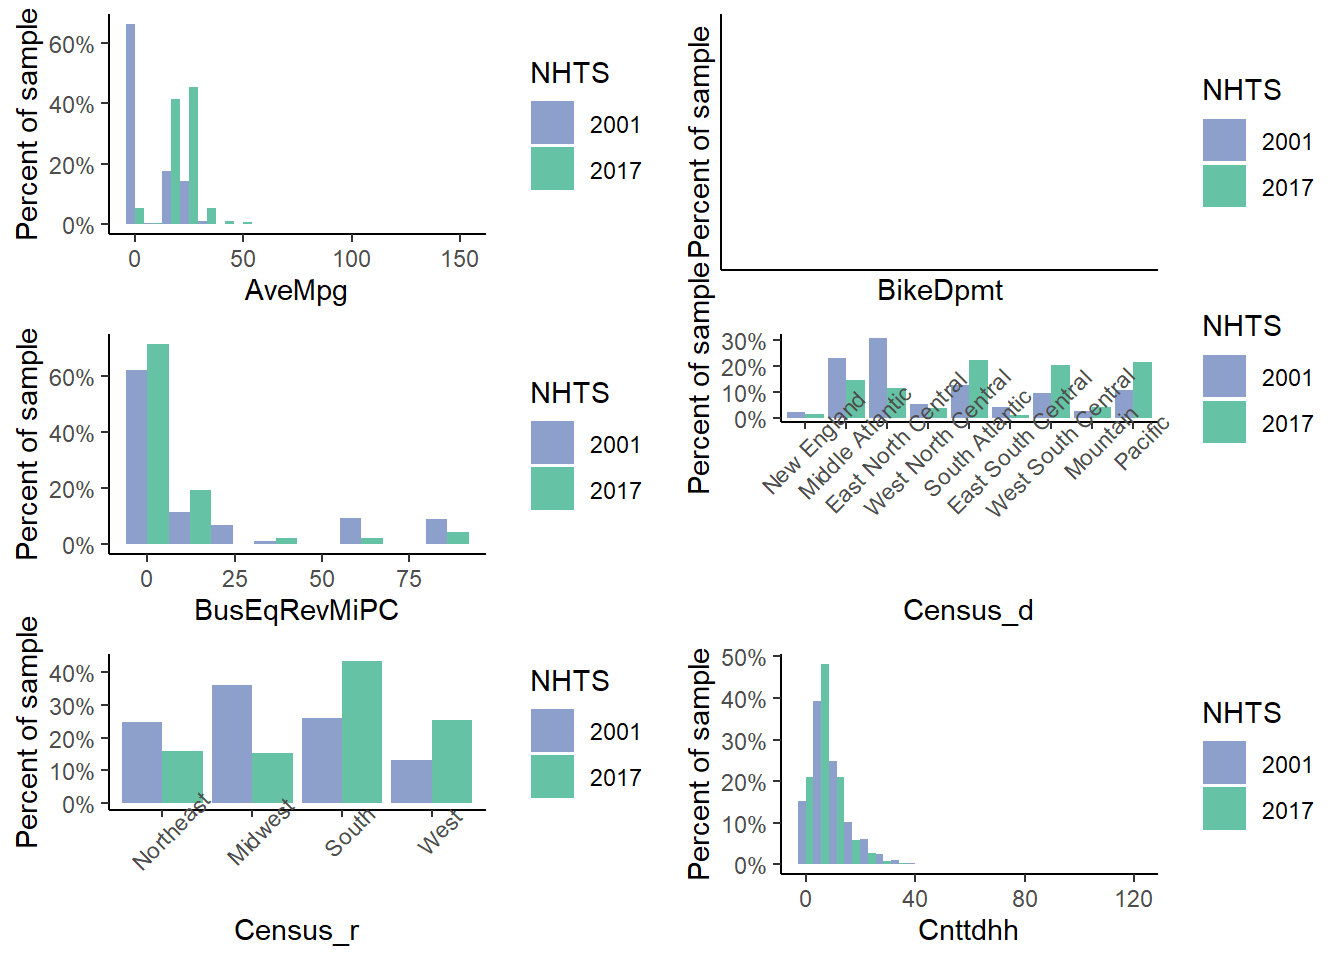 Percent of sample
60%
40%
20%
0%
0 50 100 150
AveMpg
NHTS
2001
2017
Percent of sample
BikeDpmt
NHTS
2001
2017
Percent of sample
60%
40%
20%
0%
0 25 50 75
BusEqRevMiPC
NHTS
2001
2017
Percent of sample
30%
20%
10%
0%
New England
Middle Atlantic
East North Central
West North Central
South Atlantic
East South Central
West South Central
Mountain
Pacific
Census_d
NHTS
2001
2017
Percent of sample
40%
30%
20%
10%
0%
Northeast
Midwest
South
West
Census_r
NHTS
2001
2017
Percent of sample
50%
40%
30%
20%
10%
0%
0 40 80 120
Cnttdhh
NHTS
2001
2017